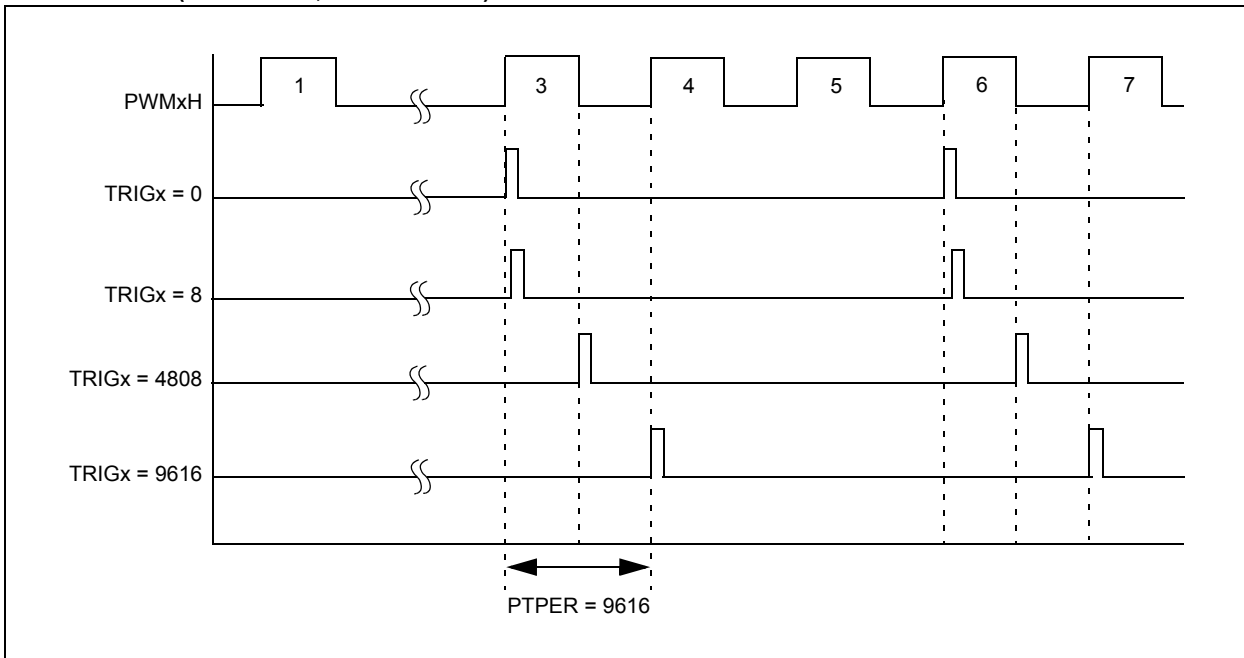 1
3
4
5
6
7
PWMxH
TRIGx = 0
TRIGx = 8
TRIGx = 4808
TRIGx = 9616
PTPER = 9616